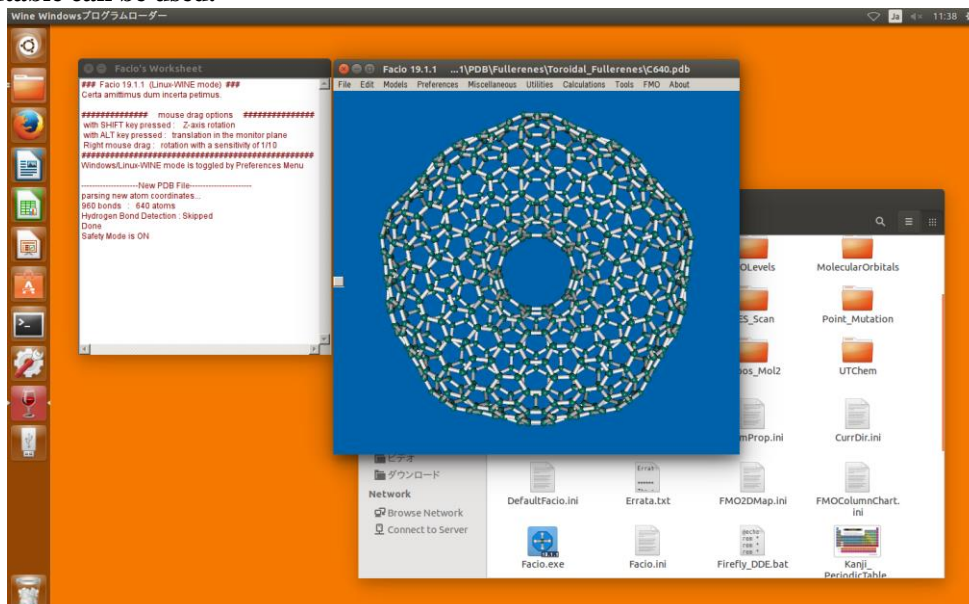 Wine Windowsプログラムローダー
Ja
11:38
Facio's Worksheet
### Facio 19.1.1 (Linux-WINE mode) ###
Certa amittimus dum incerta petimus.
############## mouse drag options ###############
with SHIFT key pressed : Z-axis rotation
with ALT key pressed : translation in the monitor plane
Right mouse drag : rotation with a sensitivity of 1/10
##################################################
Windows/Linux-WINE mode is toggled by Preferences Menu
---------------------New PDB File----------------------
parsing new atom coordinates...
960 bonds : 640 atoms
Hydrogen Bond Detection : Skipped
Done
Safety Mode is ON
Facio 19.1.1 ...1\PDB\Fullerenes\Toroidal_Fullerenes\C640.pdb
File Edit Models Preferences Miscellaneous Utilities Calculations Tools FMO About
OLevels
MolecularOrbitals
ES_Scan
Point_Mutation
os_Mol2
UTChem
mProp.ini
CurrDir.ini
ビデオ
ダウンロード
Network
Browse Network
Connect to Server
DefaultFacio.ini
Errata.txt
FMO2DMap.ini
FMOColumnChart.
ini
Facio.exe
Facio.ini
Firefly_DDE.bat
Kanji_
PeriodicTable